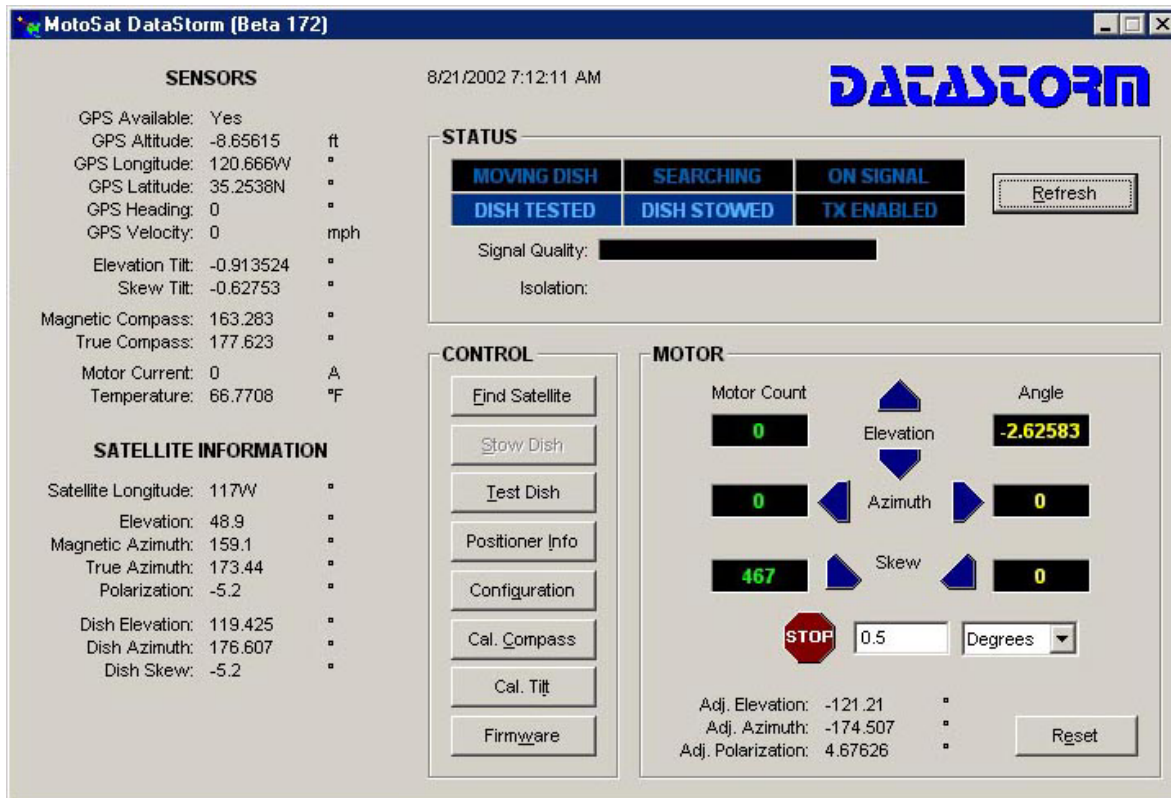 MotoSat DataStorm (Beta 172)
SENSORS
GPS Available: Yes
GPS Altitude: -8.65615 ft
GPS Longitude: 120.666W °
GPS Latitude: 35.2538N °
GPS Heading: 0 °
GPS Velocity: 0 mph
Elevation Tilt: -0.913524 °
Skew Tilt: -0.62753 °
Magnetic Compass: 163.283 °
True Compass: 177.623 °
Motor Current: 0 A
Temperature: 66.7708 °F
SATELLITE INFORMATION
Satellite Longitude: 117W °
Elevation: 48.9 °
Magnetic Azimuth: 159.1 °
True Azimuth: 173.44 °
Polarization: -5.2 °
Dish Elevation: 119.425 °
Dish Azimuth: 176.607 °
Dish Skew: -5.2 °
8/21/2002 7:12:11 AM
DATASTORM
STATUS
MOVING DISH SEARCHING ON SIGNAL
DISH TESTED DISH STOWED TX ENABLED
Refresh
Signal Quality:
Isolation:
CONTROL
Find Satellite
Stow Dish
Test Dish
Positioner Info
Configuration
Cal. Compass
Cal. Tilt
Firmware
MOTOR
Motor Count Angle
0 Elevation -2.62583
0 Azimuth 0
467 Skew 0
STOP 0.5 Degrees
Adj. Elevation: -121.21 °
Adj. Azimuth: -174.507 °
Adj. Polarization: 4.67626 °
Reset